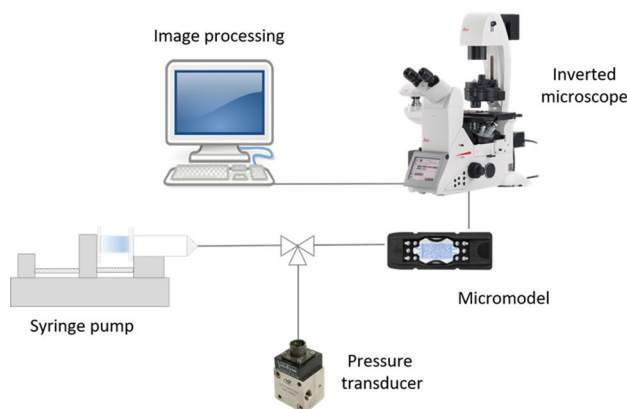 Image processing
Inverted
microscope
Micromodel
Syringe pump
Pressure
transducer